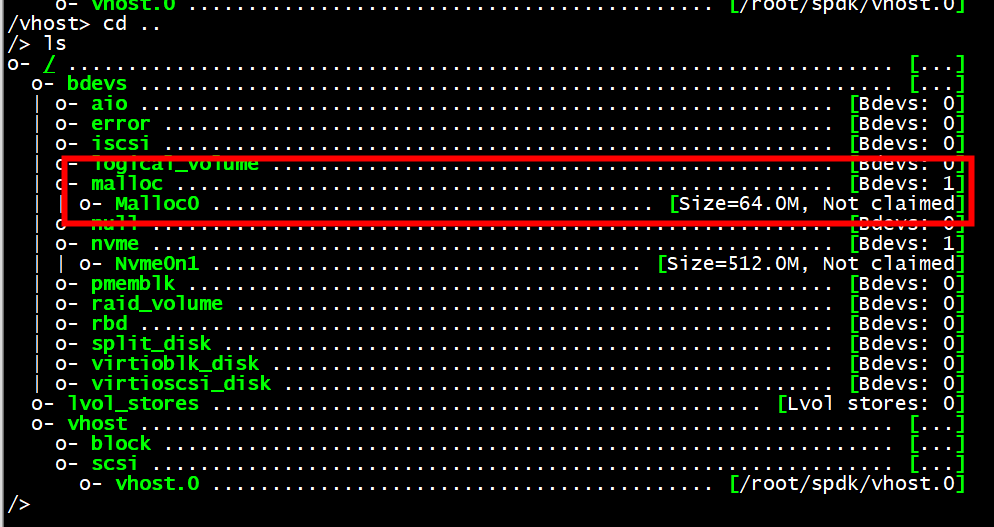 o- vhost.0 ............................................ [/root/spdk/vhost.0]
/vhost> cd ..
/> ls
o- / ..................................................................... [...]
o- bdevs ............................................................... [...]
| o- aio .......................................................... [Bdevs: 0]
| o- error ........................................................ [Bdevs: 0]
| o- iscsi ........................................................ [Bdevs: 0]
| o- logical_volume ............................................... [Bdevs: 0]
| o- malloc ....................................................... [Bdevs: 1]
| | o- Malloc0 ........................................ [Size=64.0M, Not claimed]
| o- null ......................................................... [Bdevs: 0]
| o- nvme ......................................................... [Bdevs: 1]
| | o- Nvme0n1 ....................................... [Size=512.0M, Not claimed]
| o- pmemblk ...................................................... [Bdevs: 0]
| o- raid_volume .................................................. [Bdevs: 0]
| o- rbd .......................................................... [Bdevs: 0]
| o- split_disk ................................................... [Bdevs: 0]
| o- virtioblk_disk ............................................... [Bdevs: 0]
| o- virtioscsi_disk .............................................. [Bdevs: 0]
o- lvol_stores .............................................. [Lvol stores: 0]
o- vhost ............................................................... [...]
o- block ............................................................. [...]
o- scsi .............................................................. [...]
o- vhost.0 ............................................ [/root/spdk/vhost.0]
/>